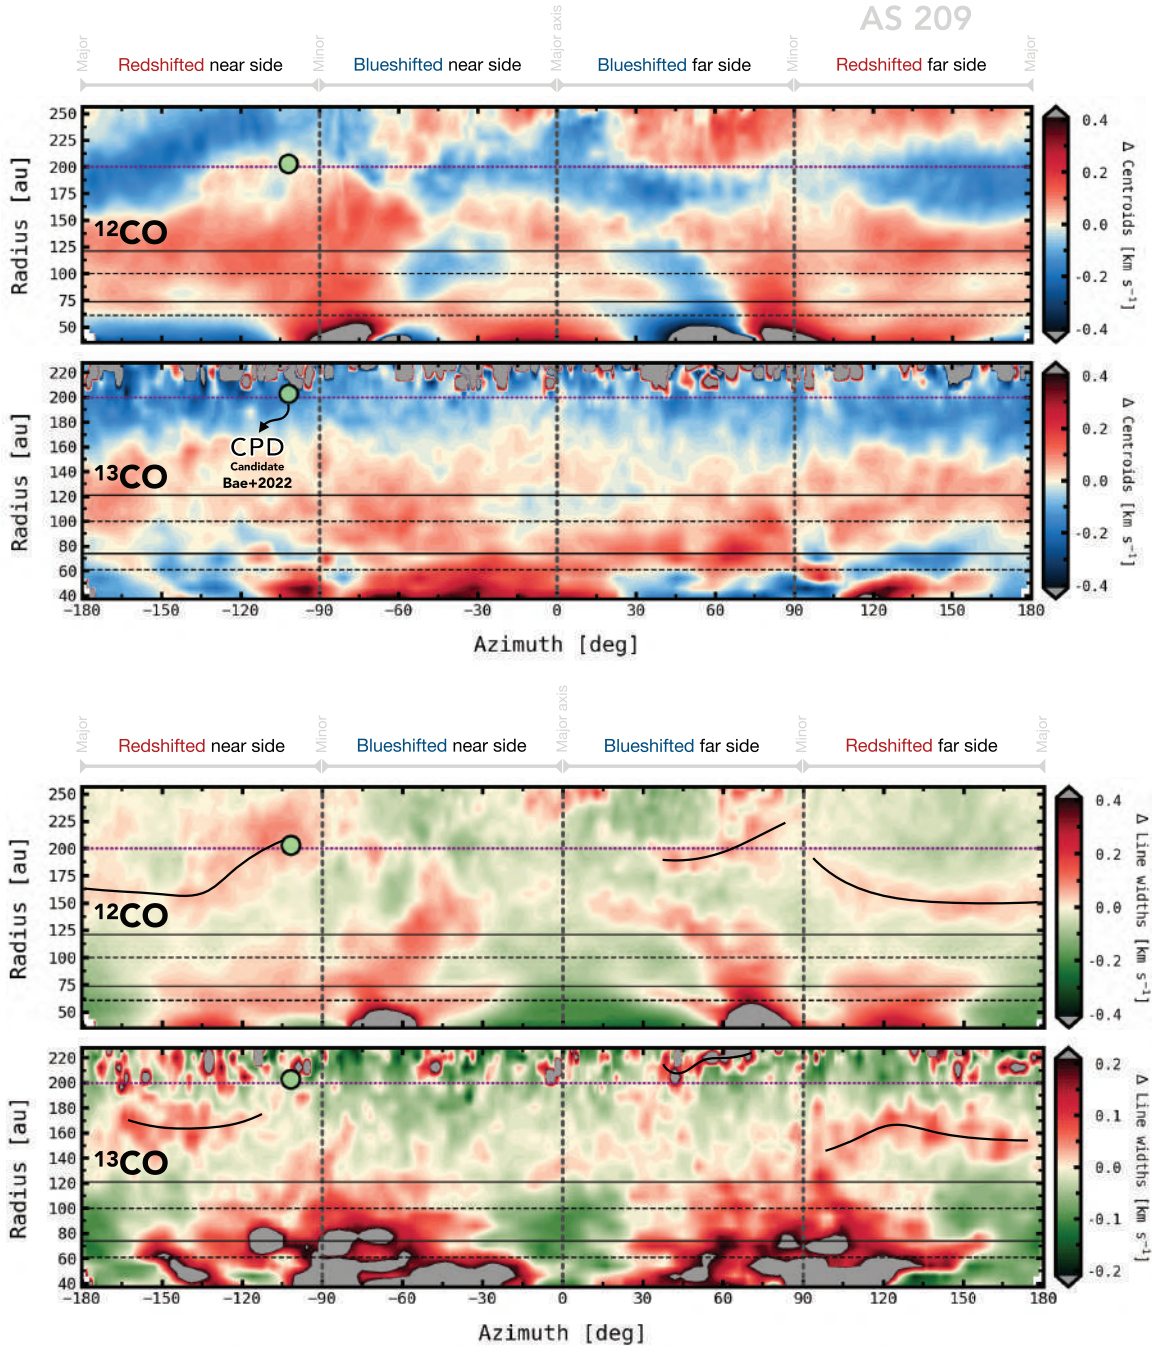 AS 209
Major Minor Major axis Minor Major
Redshifted near side Blueshifted near side Blueshifted far side Redshifted far side
250
225
200
175
150
125
100
75
50
Radius [au]
¹²CO
0.4
0.2
0.0
-0.2
-0.4
Δ Centroids [km s⁻¹]
220
200
180
160
140
120
100
80
60
40
Radius [au]
CPD
Candidate
Bae+2022
¹³CO
0.4
0.2
0.0
-0.2
-0.4
Δ Centroids [km s⁻¹]
−180 −150 −120 −90 −60 −30 0 30 60 90 120 150 180
Azimuth [deg]
Major Minor Major axis Minor Major
Redshifted near side Blueshifted near side Blueshifted far side Redshifted far side
250
225
200
175
150
125
100
75
50
Radius [au]
¹²CO
0.4
0.2
0.0
-0.2
-0.4
Δ Line widths [km s⁻¹]
220
200
180
160
140
120
100
80
60
40
Radius [au]
¹³CO
0.2
0.1
0.0
-0.1
-0.2
Δ Line widths [km s⁻¹]
−180 −150 −120 −90 −60 −30 0 30 60 90 120 150 180
Azimuth [deg]